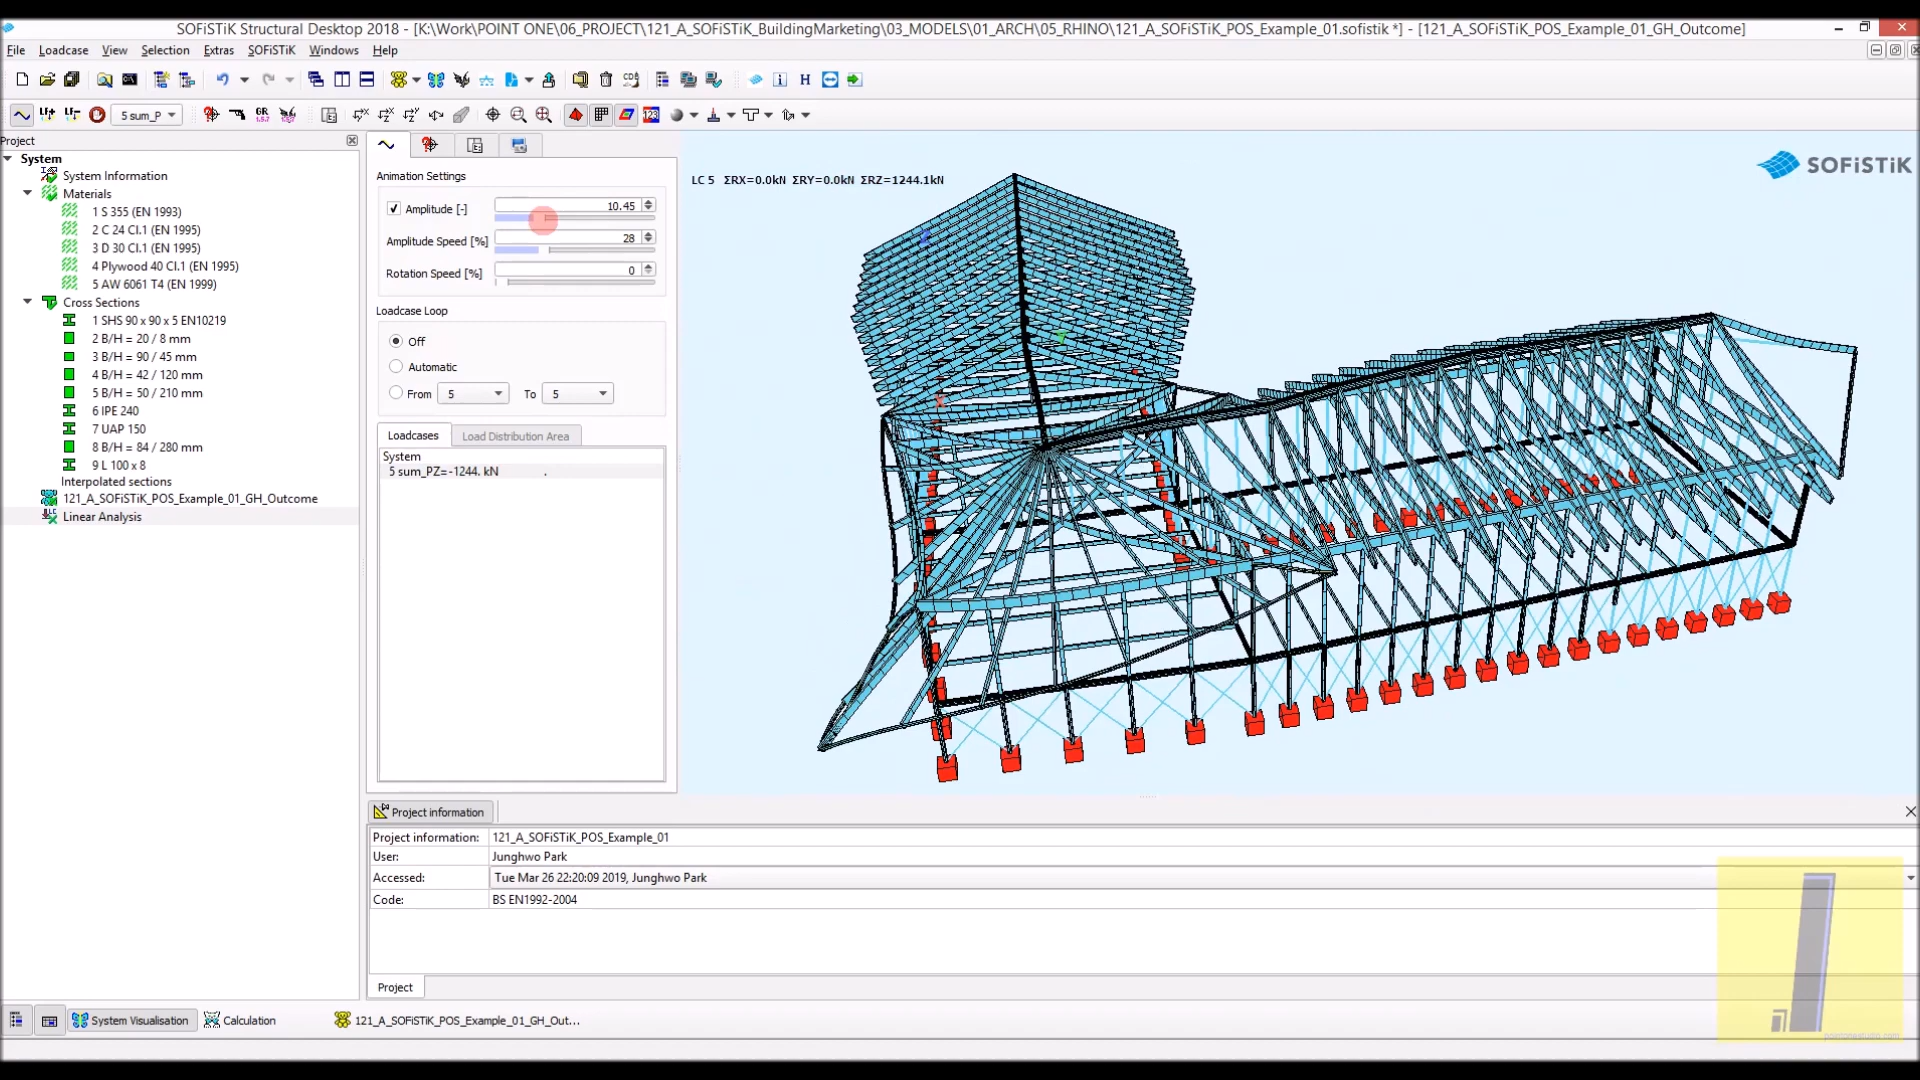 SOFiSTiK Structural Desktop 2018 - [K:\Work\POINT ONE\06_PROJECT\121_A_SOFiSTiK_BuildingMarketing\03_MODELS\01_ARCH\05_RHINO\121_A_SOFiSTiK_POS_Example_01.sofistik *] - [121_A_SOFiSTiK_POS_Example_01_GH_Outcome]
File Loadcase View Selection Extras SOFiSTiK Windows Help
5 sum_P
Project
System
System Information
Materials
1 S 355 (EN 1993)
2 C 24 Cl.1 (EN 1995)
3 D 30 Cl.1 (EN 1995)
4 Plywood 40 Cl.1 (EN 1995)
5 AW 6061 T4 (EN 1999)
Cross Sections
1 SHS 90 x 90 x 5 EN10219
2 B/H = 20 / 8 mm
3 B/H = 90 / 45 mm
4 B/H = 42 / 120 mm
5 B/H = 50 / 210 mm
6 IPE 240
7 UAP 150
8 B/H = 84 / 280 mm
9 L 100 x 8
Interpolated sections
121_A_SOFiSTiK_POS_Example_01_GH_Outcome
Linear Analysis
Animation Settings
Amplitude [-] 10.45
Amplitude Speed [%] 28
Rotation Speed [%] 0
Loadcase Loop
Off
Automatic
From 5 To 5
Loadcases Load Distribution Area
System
5 sum_PZ=-1244. kN .
LC 5 ΣRX=0.0kN ΣRY=0.0kN ΣRZ=1244.1kN
SOFiSTiK
Project information
Project information: 121_A_SOFiSTiK_POS_Example_01
User: Junghwo Park
Accessed: Tue Mar 26 22:20:09 2019, Junghwo Park
Code: BS EN1992-2004
Project
System Visualisation Calculation 121_A_SOFiSTiK_POS_Example_01_GH_Out...